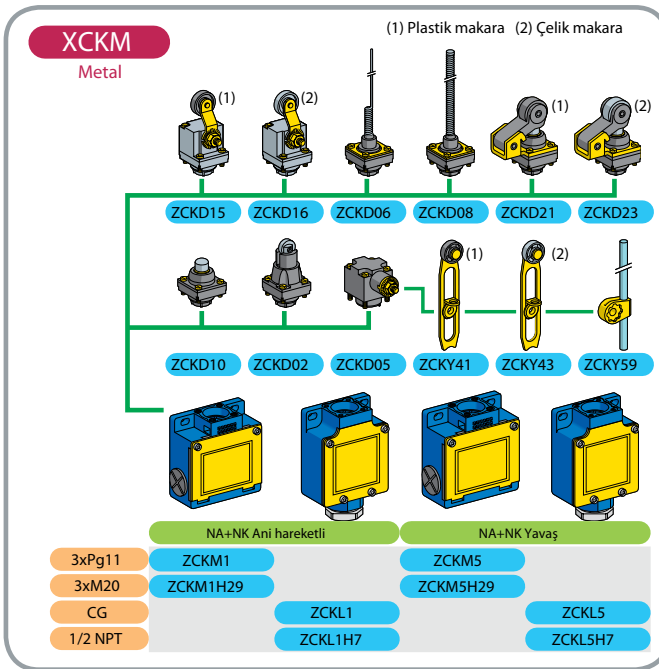 XCKM
Metal
(1) Plastik makara (2) Çelik makara
(1) (2) (1) (2)
ZCKD15 ZCKD16 ZCKD06 ZCKD08 ZCKD21 ZCKD23
(1) (2)
ZCKD10 ZCKD02 ZCKD05 ZCKY41 ZCKY43 ZCKY59
NA+NK Ani hareketli NA+NK Yavaş
3xPg11 ZCKM1 ZCKM5
3xM20 ZCKM1H29 ZCKM5H29
CG ZCKL1 ZCKL5
1/2 NPT ZCKL1H7 ZCKL5H7